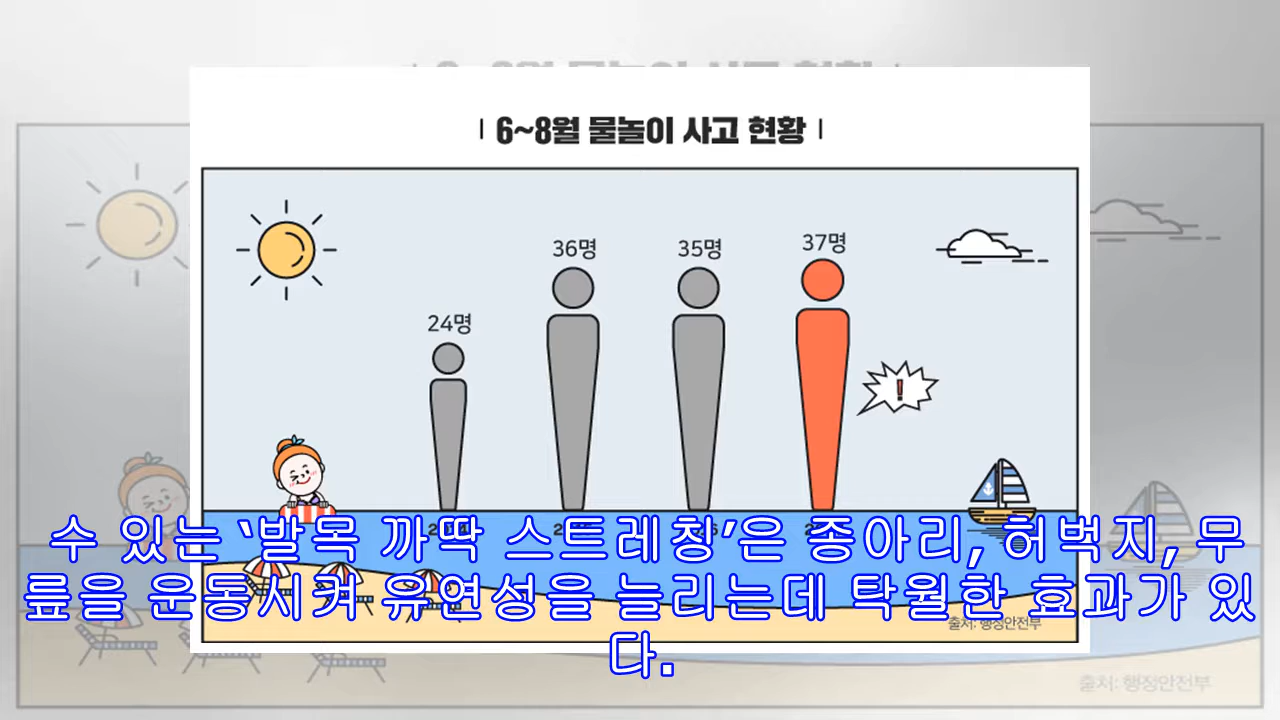 6~8월 물놀이 사고 현황
24명
36명
35명
37명
!
수 있는 ‘발목 까딱 스트레칭’은 종아리, 허벅지, 무
릎을 운동시켜 유연성을 늘리는데 탁월한 효과가 있
다.
출처: 행정안전부
출처: 행정안전부